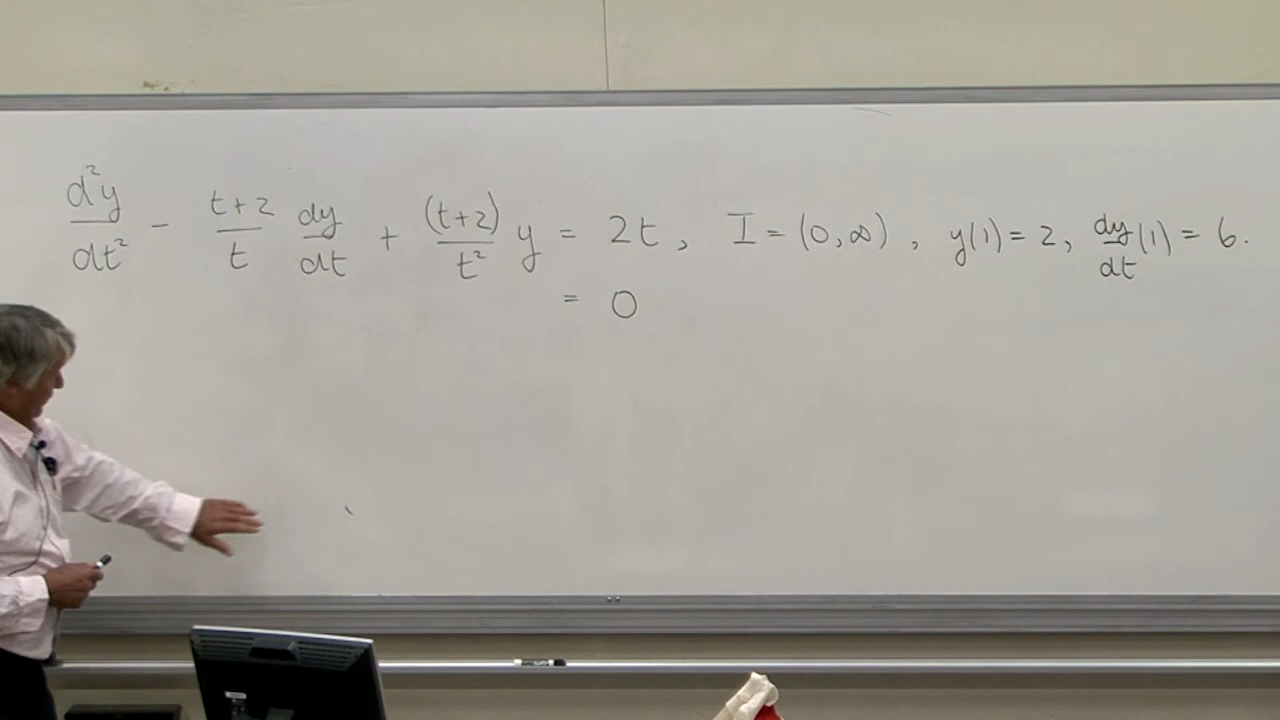 d²y/dt² − t+2/t dy/dt + (t+2)/t² y = 2t, I = (0,∞), y(1) = 2, dy/dt(1) = 6.
= 0